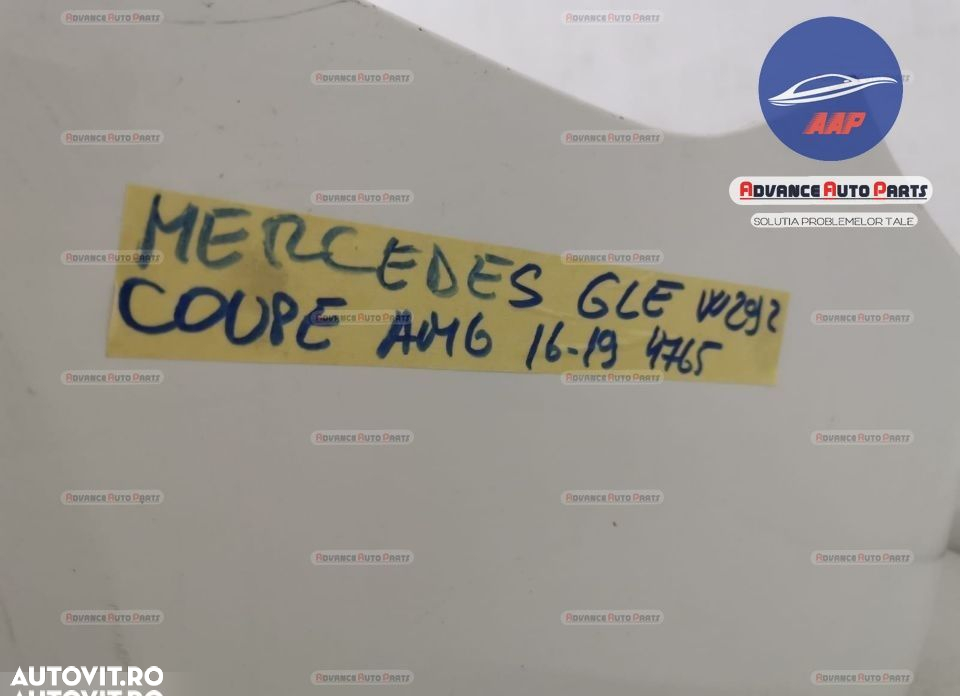 AAP
ADVANCE AUTO PARTS
SOLUTIA PROBLEMELOR TALE
MERCEDES GLE W292
COUPE AMG 16-19 4765
AUTOVIT.RO